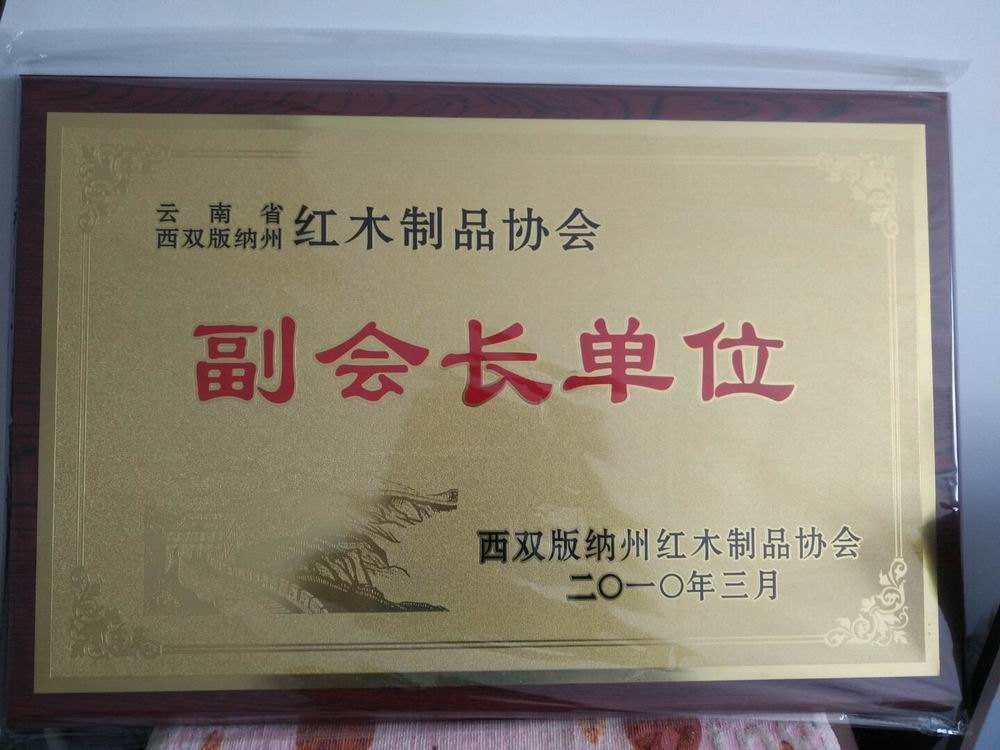 云南省
西双版纳州 红木制品协会
副会长单位
西双版纳州红木制品协会
二〇一〇年三月